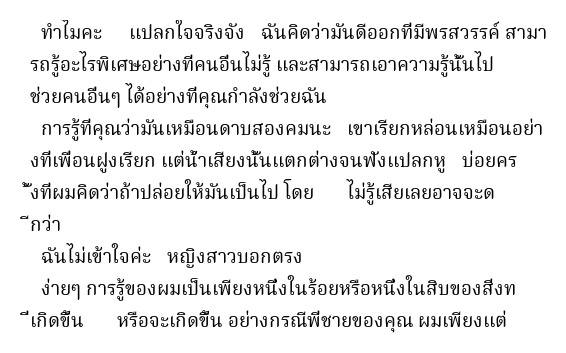 ทำไมคะ แปลกใจจริงจัง ฉันคิดว่ามันดีออกที่มีพรสวรรค์ สามา
รถรู้อะไรพิเศษอย่างที่คนอื่นไม่รู้ และสามารถเอาความรู้นั้นไป
ช่วยคนอื่นๆ ได้อย่างที่คุณกำลังช่วยฉัน
การรู้ที่คุณว่ามันเหมือนดาบสองคมนะ เขาเรียกหล่อนเหมือนอย่า
งที่เพื่อนฝูงเรียก แต่น้ำเสียงนั้นแตกต่างจนฟังแปลกหู บ่อยคร
ั้งที่ผมคิดว่าถ้าปล่อยให้มันเป็นไป โดย ไม่รู้เสียเลยอาจจะด
ีกว่า
ฉันไม่เข้าใจค่ะ หญิงสาวบอกตรง
ง่ายๆ การรู้ของผมเป็นเพียงหนึ่งในร้อยหรือหนึ่งในสิบของสิ่งท
ี่เกิดขึ้น หรือจะเกิดขึ้น อย่างกรณีพี่ชายของคุณ ผมเพียงแต่